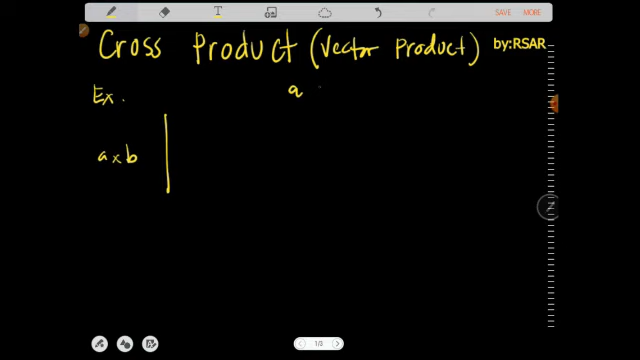 SAVE MORE
Cross Product (Vector Product) by:RSAR
Ex. a
a x b
1/3